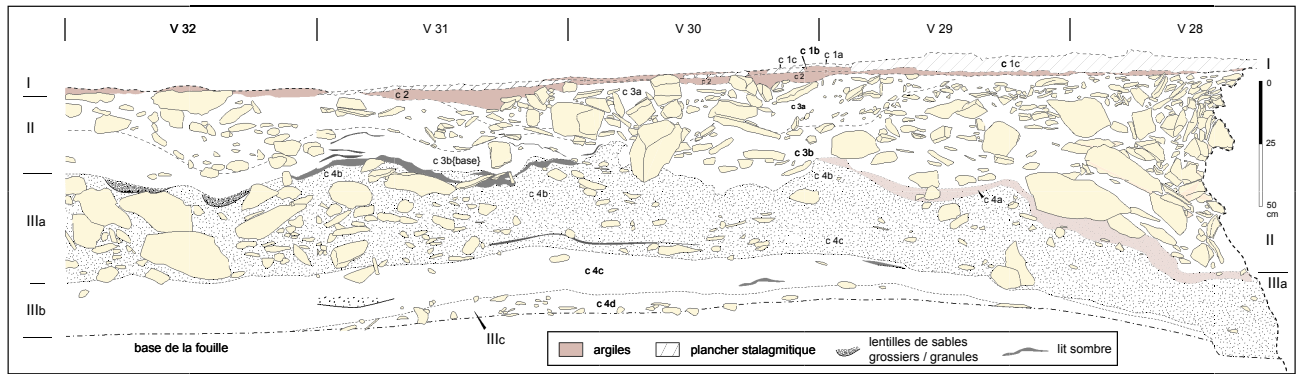 V 32 V 31 V 30 V 29 V 28
c 1b c 1a
c 1c c 1c I
I c 2 c 2 c 2 0
c 3a c 3a
II
c 3b{base} c 3b 25
c 4b c 4b c 4b
c 4a 50
cm
IIIa c 4c II
c 4c IIIa
IIIb c 4d
IIIc
base de la fouille
argiles plancher stalagmitique lentilles de sables lit sombre
grossiers / granules